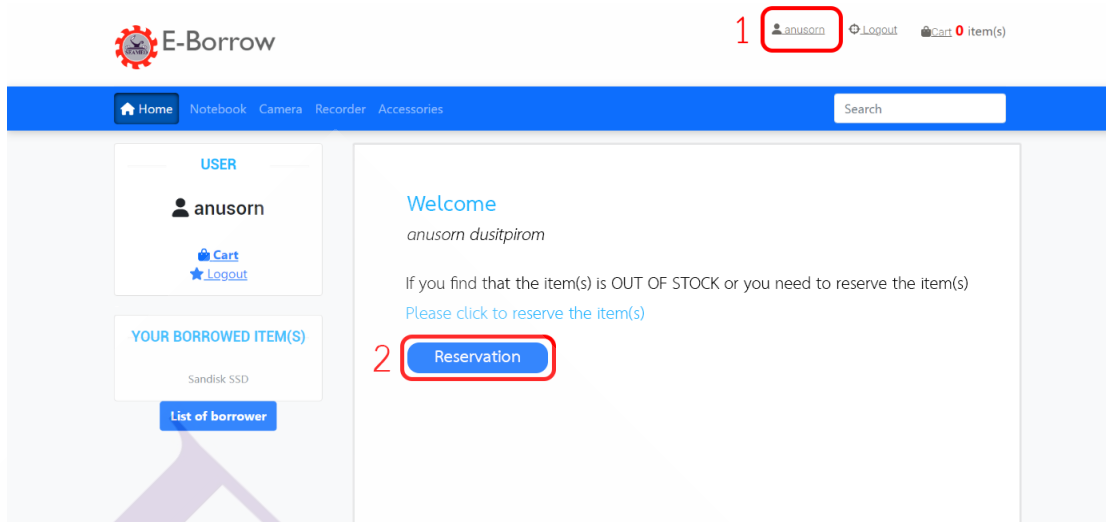 1
anusorn
Logout
Cart 0 item(s)
E-Borrow
Home Notebook Camera Recorder Accessories
Search
USER
anusorn
Cart
Logout
YOUR BORROWED ITEM(S)
Sandisk SSD
List of borrower
Welcome
anusorn dusitpirom
If you find that the item(s) is OUT OF STOCK or you need to reserve the item(s)
Please click to reserve the item(s)
2
Reservation